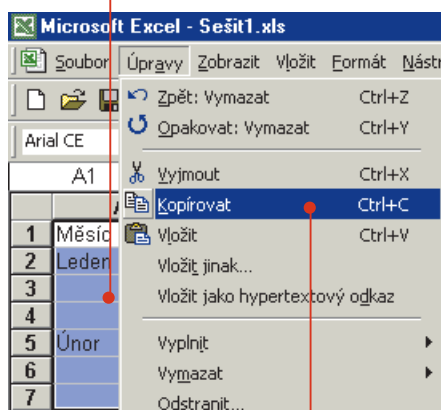 Microsoft Excel - Sešit1.xls
Soubor Úpravy Zobrazit Vložit Formát Nástr
Zpět: Vymazat Ctrl+Z
Opakovat: Vymazat Ctrl+Y
Arial CE
A1
Vyjmout Ctrl+X
Kopírovat Ctrl+C
1 Měsíc Vložit Ctrl+V
2 Leden Vložit jinak...
3 Vložit jako hypertextový odkaz
4
5 Únor Vyplnit
6 Vymazat
7 Odstranit...